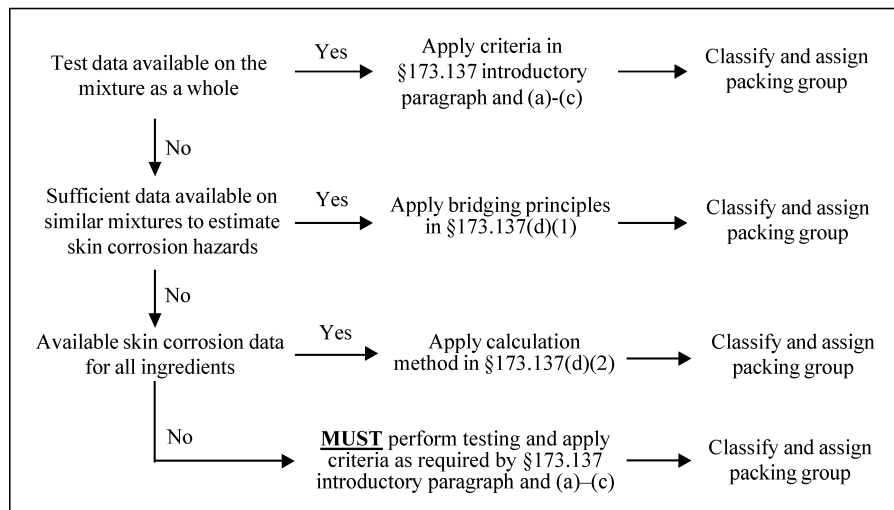 Test data available on the
mixture as a whole
Yes
Apply criteria in
§173.137 introductory
paragraph and (a)-(c)
Classify and assign
packing group
No
Sufficient data available on
similar mixtures to estimate
skin corrosion hazards
Yes
Apply bridging principles
in §173.137(d)(1)
Classify and assign
packing group
No
Available skin corrosion data
for all ingredients
Yes
Apply calculation
method in §173.137(d)(2)
Classify and assign
packing group
No
MUST perform testing and apply
criteria as required by §173.137
introductory paragraph and (a)–(c)
Classify and assign
packing group